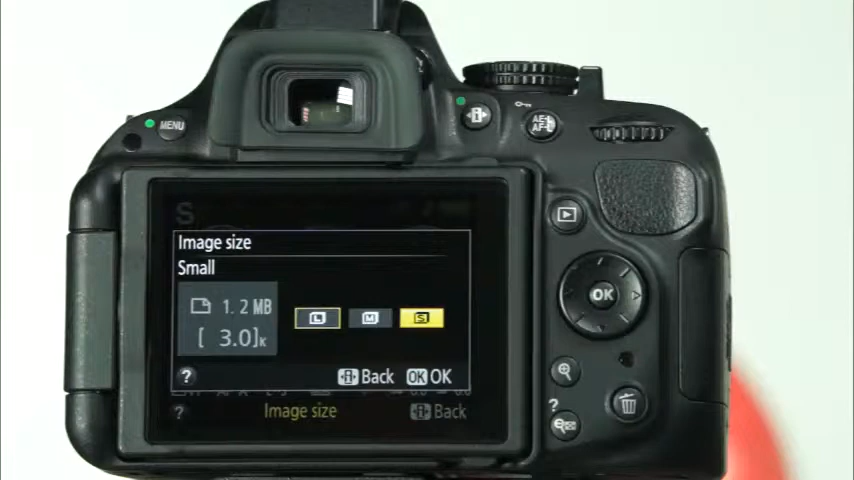 MENU
i
AE-L
AF-L
S
Image size
Small
1.2 MB
[ 3.0]K
L M S
? i Back OK OK
? Image size i Back
OK
?